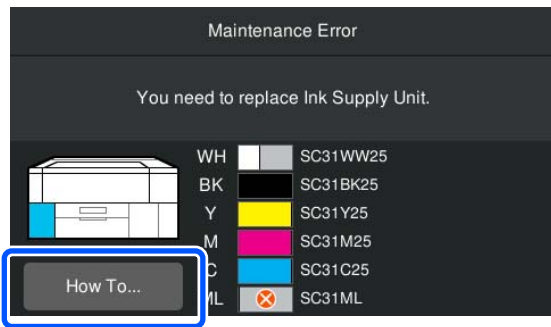 Maintenance Error
You need to replace Ink Supply Unit.
WH SC31WW25
BK SC31BK25
Y SC31Y25
M SC31M25
C SC31C25
ML SC31ML
How To...